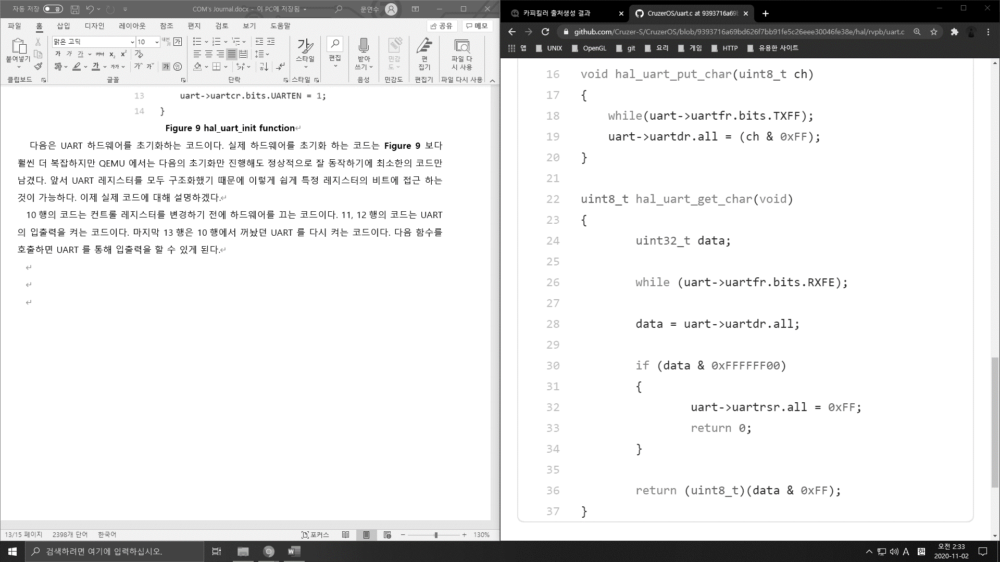 자동 저장
COM's Journal.docx - 이 PC에 저장됨
문연수
파일 홈 삽입 디자인 레이아웃 참조 편지 검토 보기 도움말 공유 메모
맑은 고딕 10
붙여넣기
스타일
편집
받아 쓰기
민감도
편집기
파일 다시 사용
클립보드 글꼴 단락 스타일 음성 민감도 편집기 파일 다시 사용
13 uart->uartcr.bits.UARTEN = 1;
14 }
Figure 9 hal_uart_init function
다음은 UART 하드웨어를 초기화하는 코드이다. 실제 하드웨어를 초기화 하는 코드는 Figure 9 보다
훨씬 더 복잡하지만 QEMU 에서는 다음의 초기화만 진행해도 정상적으로 잘 동작하기에 최소한의 코드만
남겼다. 앞서 UART 레지스터를 모두 구조화했기 때문에 이렇게 쉽게 특정 레지스터의 비트에 접근 하는
것이 가능하다. 이제 실제 코드에 대해 설명하겠다.
10 행의 코드는 컨트롤 레지스터를 변경하기 전에 하드웨어를 끄는 코드이다. 11, 12 행의 코드는 UART
의 입출력을 켜는 코드이다. 마지막 13 행은 10 행에서 꺼놨던 UART 를 다시 켜는 코드이다. 다음 함수를
호출하면 UART 를 통해 입출력을 할 수 있게 된다.
13/15 페이지 2398개 단어 한국어 포커스 130%
카피킬러 출처생성 결과
CruzerOS/uart.c at 9393716a69b
github.com/Cruzer-S/CruzerOS/blob/9393716a69bd626f7bb91fe5c26eee30046fe38e/hal/rvpb/uart.c
앱 UNIX OpenGL git 요리 게임 HTTP 유용한 사이트
16 void hal_uart_put_char(uint8_t ch)
17 {
18 while(uart->uartfr.bits.TXFF);
19 uart->uartdr.all = (ch & 0xFF);
20 }
21
22 uint8_t hal_uart_get_char(void)
23 {
24 uint32_t data;
25
26 while (uart->uartfr.bits.RXFE);
27
28 data = uart->uartdr.all;
29
30 if (data & 0xFFFFFF00)
31 {
32 uart->uartrsr.all = 0xFF;
33 return 0;
34 }
35
36 return (uint8_t)(data & 0xFF);
37 }
검색하려면 여기에 입력하십시오.
A
오전 2:33
2020-11-02